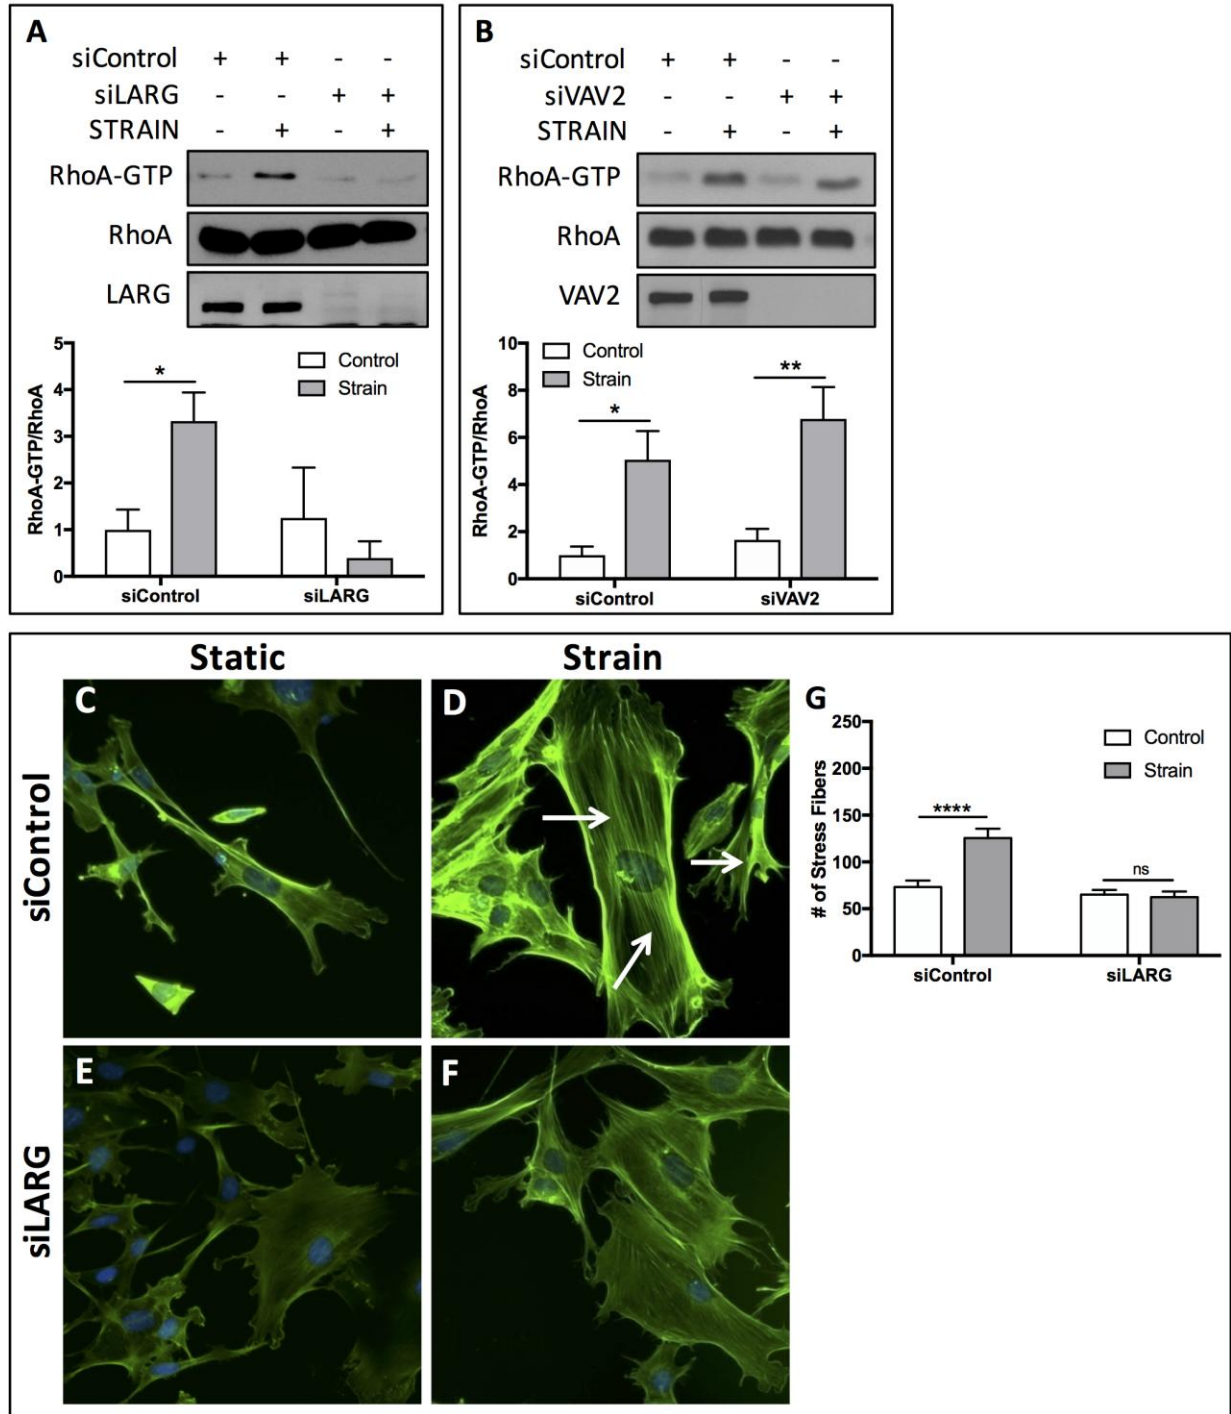 A
siControl + + - -
siLARG - - + +
STRAIN - + - +
RhoA-GTP
RhoA
LARG
5
4
3
2
1
0
RhoA-GTP/RhoA
*
Control
Strain
siControl siLARG
B
siControl + + - -
siVAV2 - - + +
STRAIN - + - +
RhoA-GTP
RhoA
VAV2
10
8
6
4
2
0
RhoA-GTP/RhoA
Control
Strain
*
**
siControl siVAV2
Static Strain
siControl
siLARG
C
D
E
F
G
250
200
150
100
50
0
# of Stress Fibers
Control
Strain
****
ns
siControl siLARG